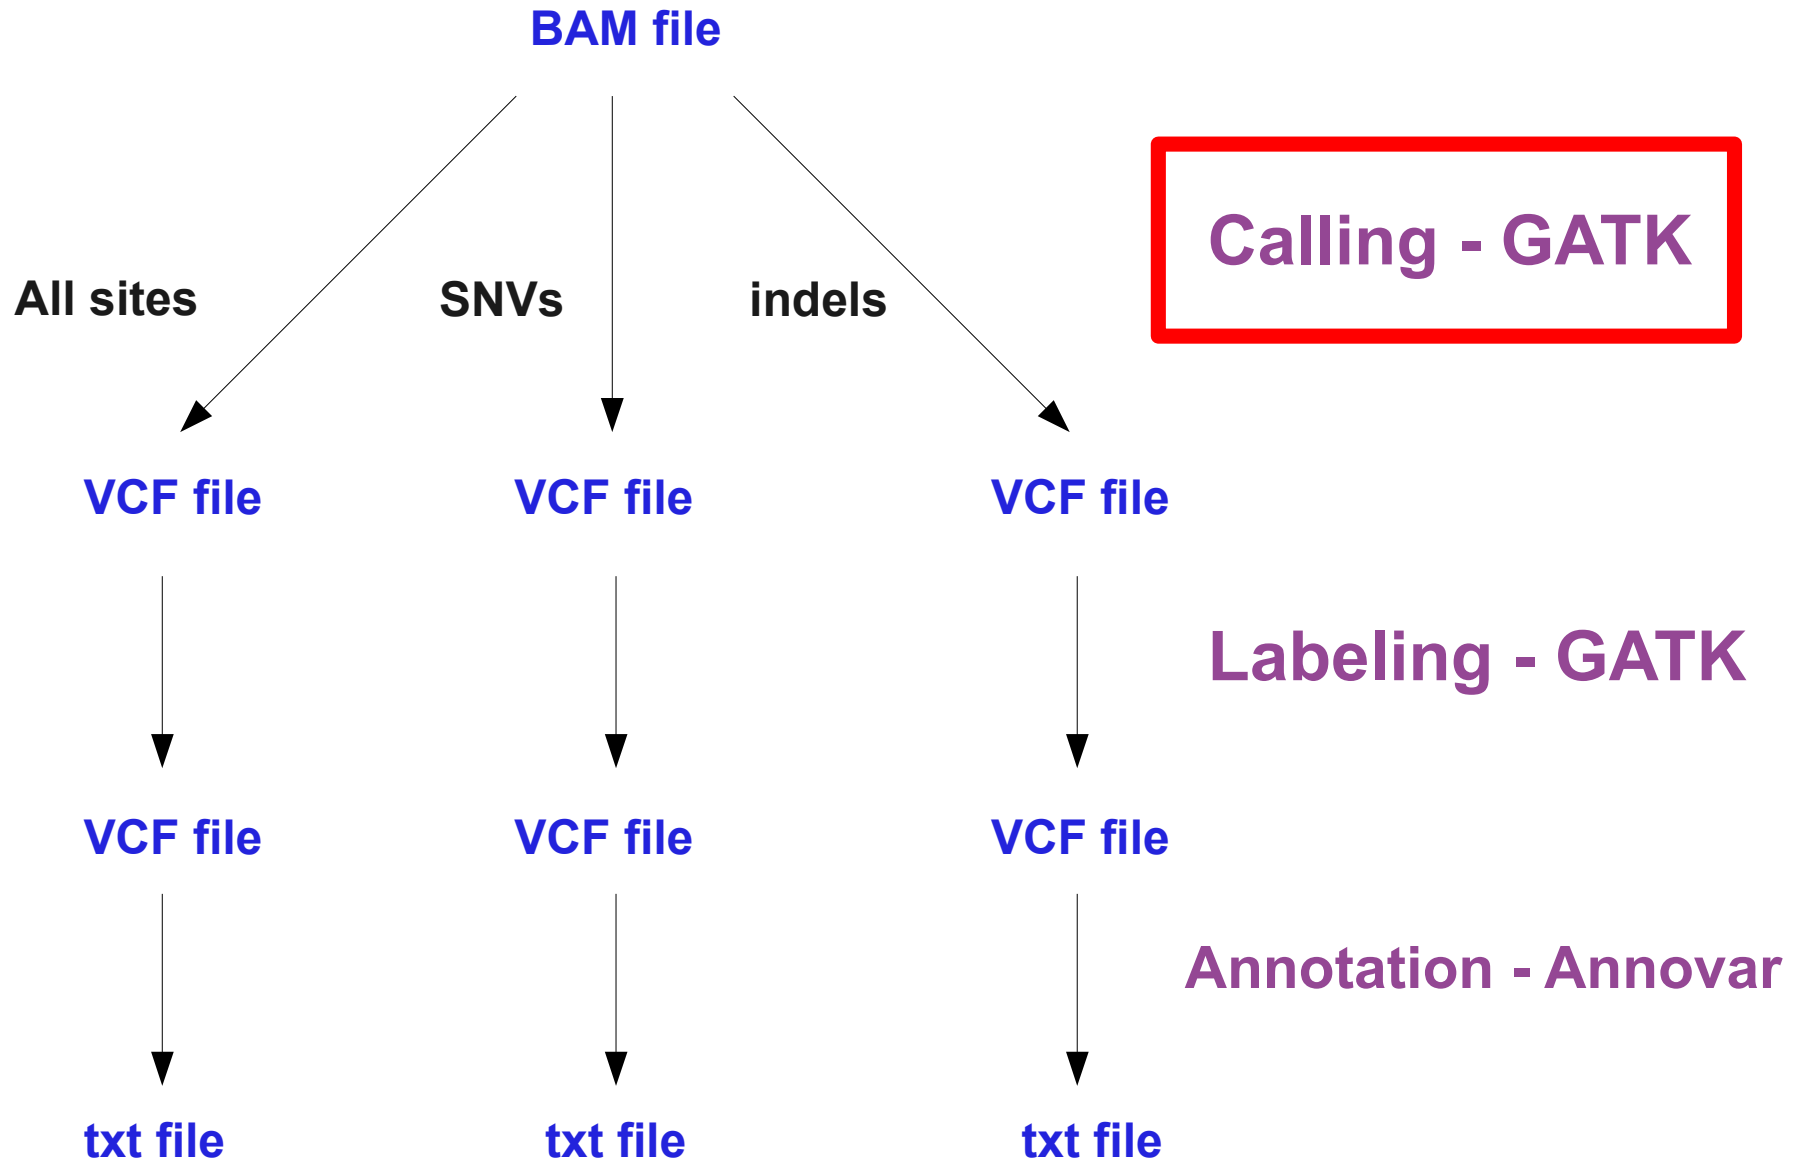 BAM file
Calling - GATK
All sites
SNVs
indels
VCF file
VCF file
VCF file
Labeling - GATK
VCF file
VCF file
VCF file
Annotation - Annovar
txt file
txt file
txt file